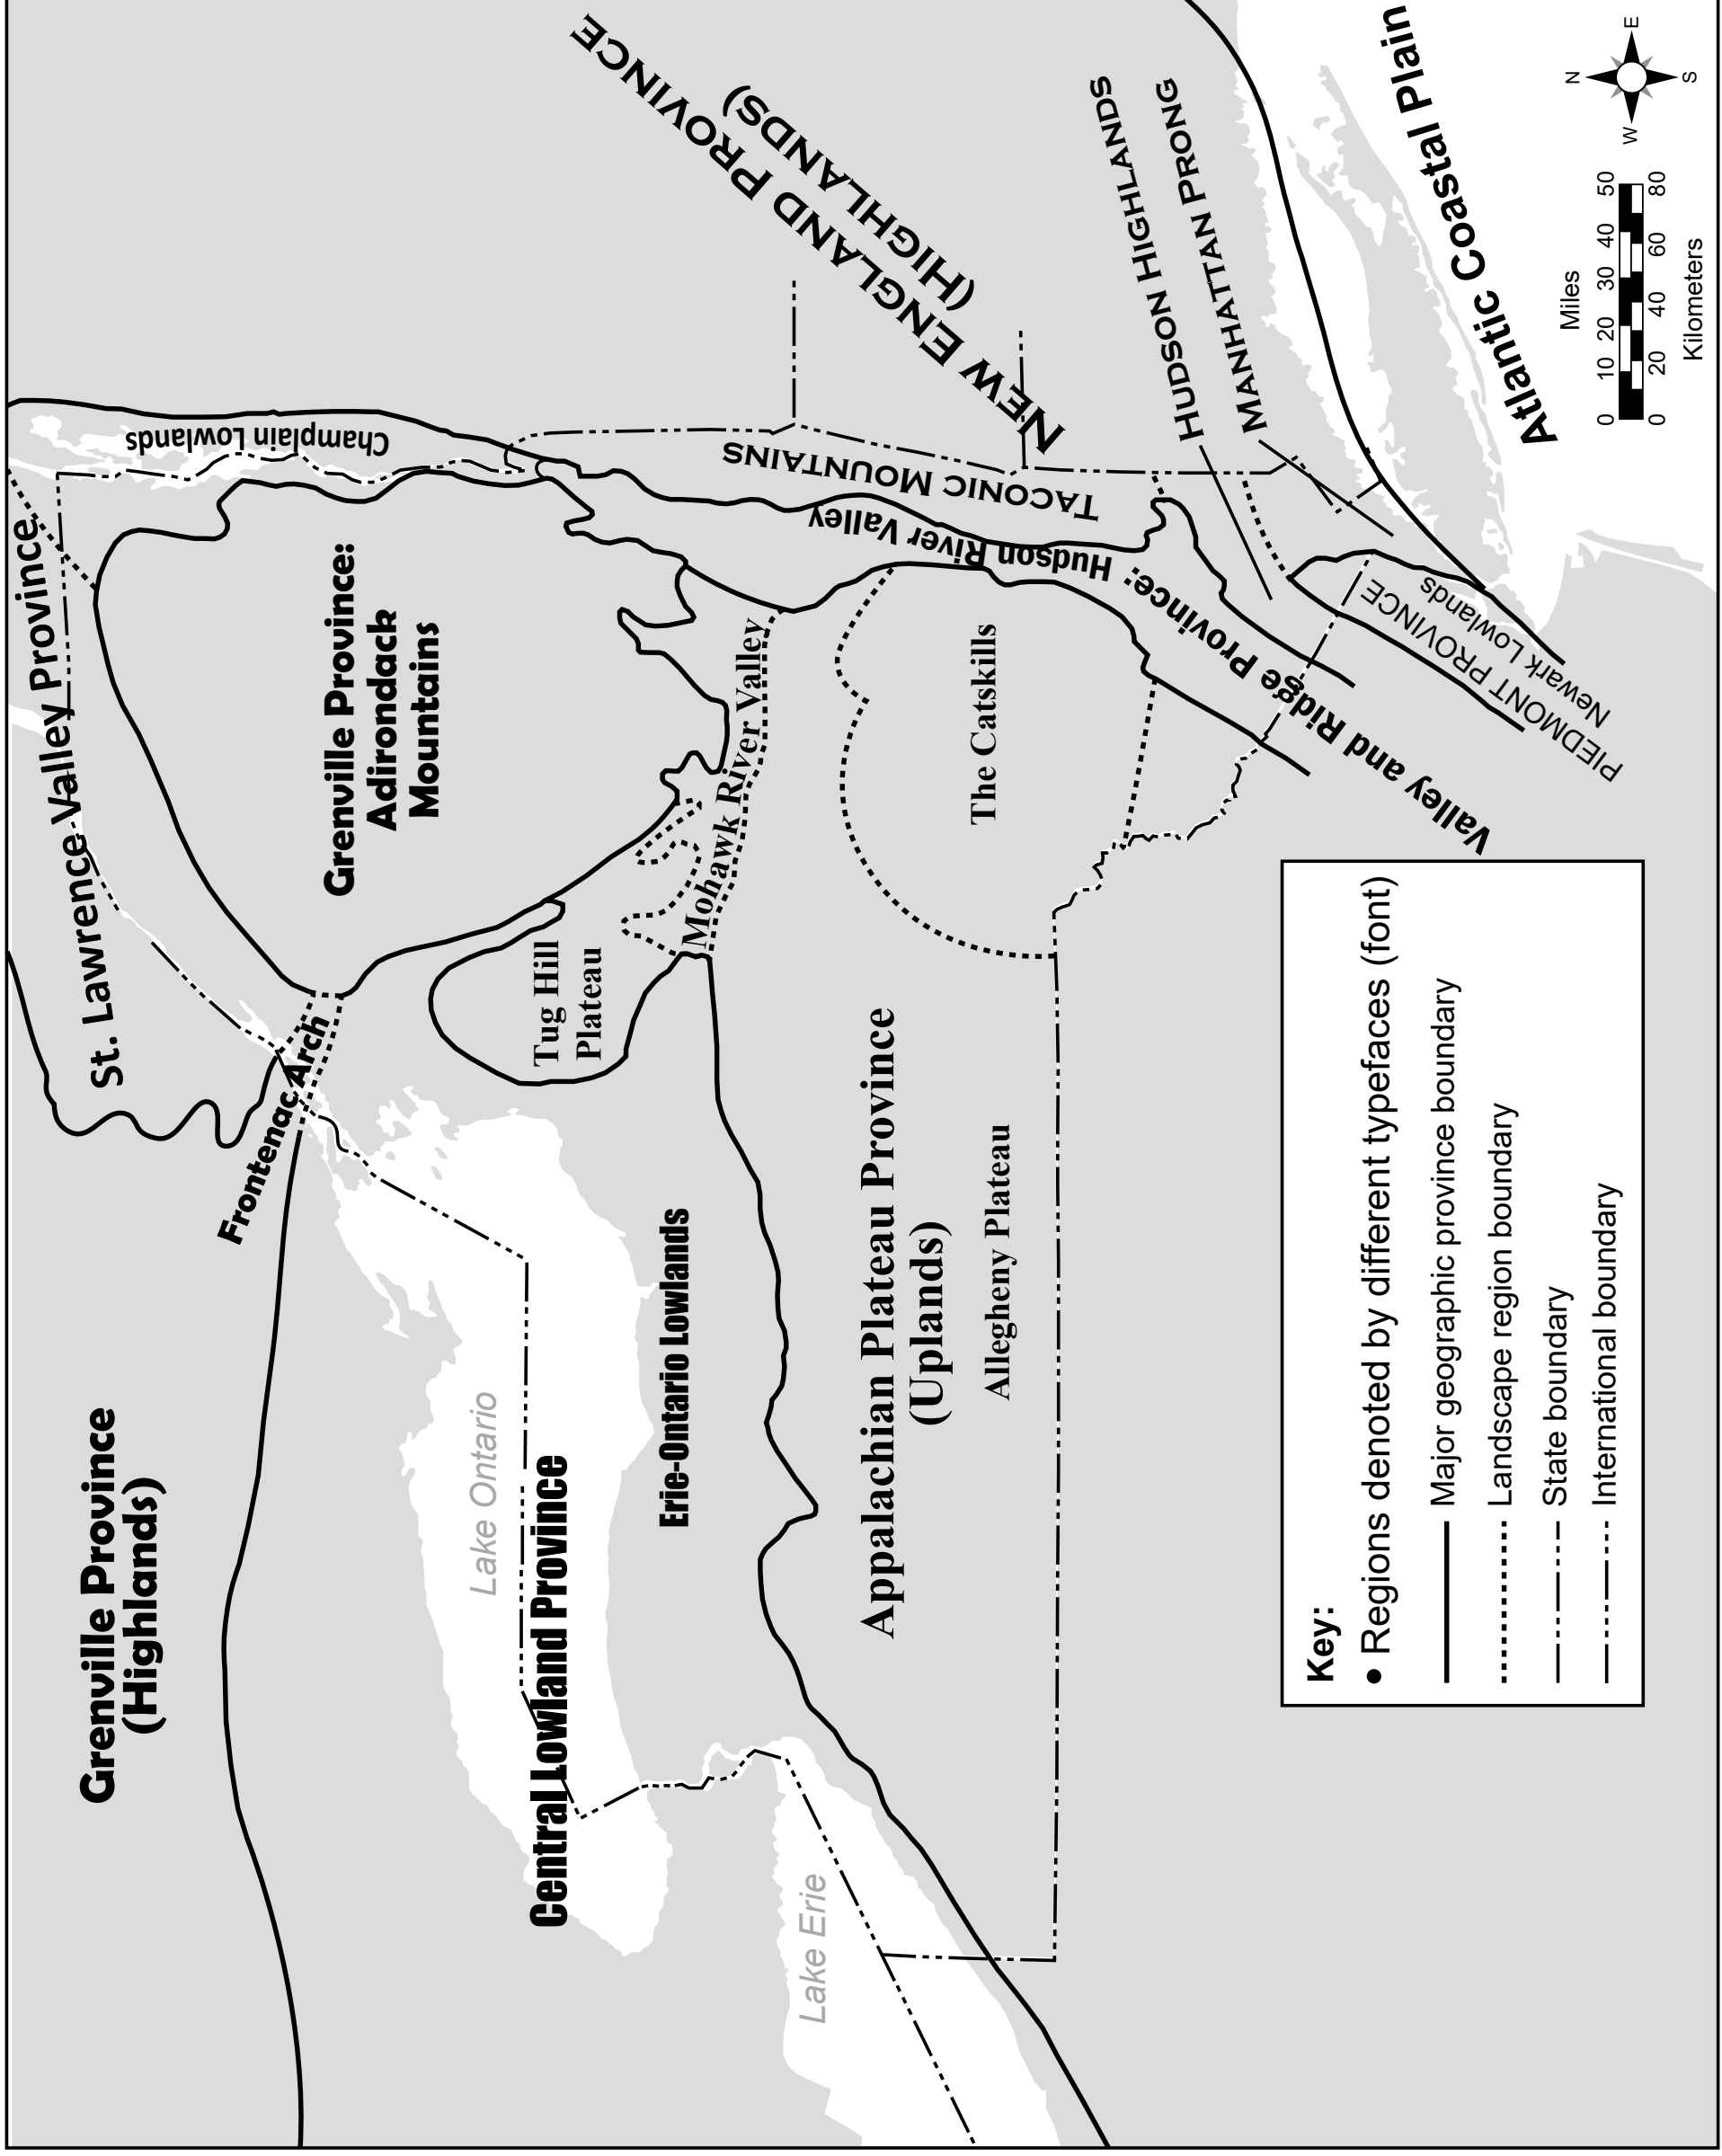 Grenville Province
(Highlands)
St. Lawrence Valley Province
Champlain Lowlands
Frontenac Arch
Grenville Province:
Adirondack
Mountains
Lake Ontario
Tug Hill
Plateau
Central Lowland Province
Erie-Ontario Lowlands
Mohawk River Valley
Lake Erie
Appalachian Plateau Province
(Uplands)
Allegheny Plateau
The Catskills
TACONIC MOUNTAINS
NEW ENGLAND PROVINCE
(HIGHLANDS)
Valley and Ridge Province: Hudson River Valley
HUDSON HIGHLANDS
MANHATTAN PRONG
PIEDMONT PROVINCE
Newark Lowlands
Atlantic Coastal Plain
Key:
• Regions denoted by different typefaces (font)
Major geographic province boundary
Landscape region boundary
State boundary
International boundary
Miles
0 10 20 30 40 50
0 20 40 60 80
Kilometers
N
W
E
S